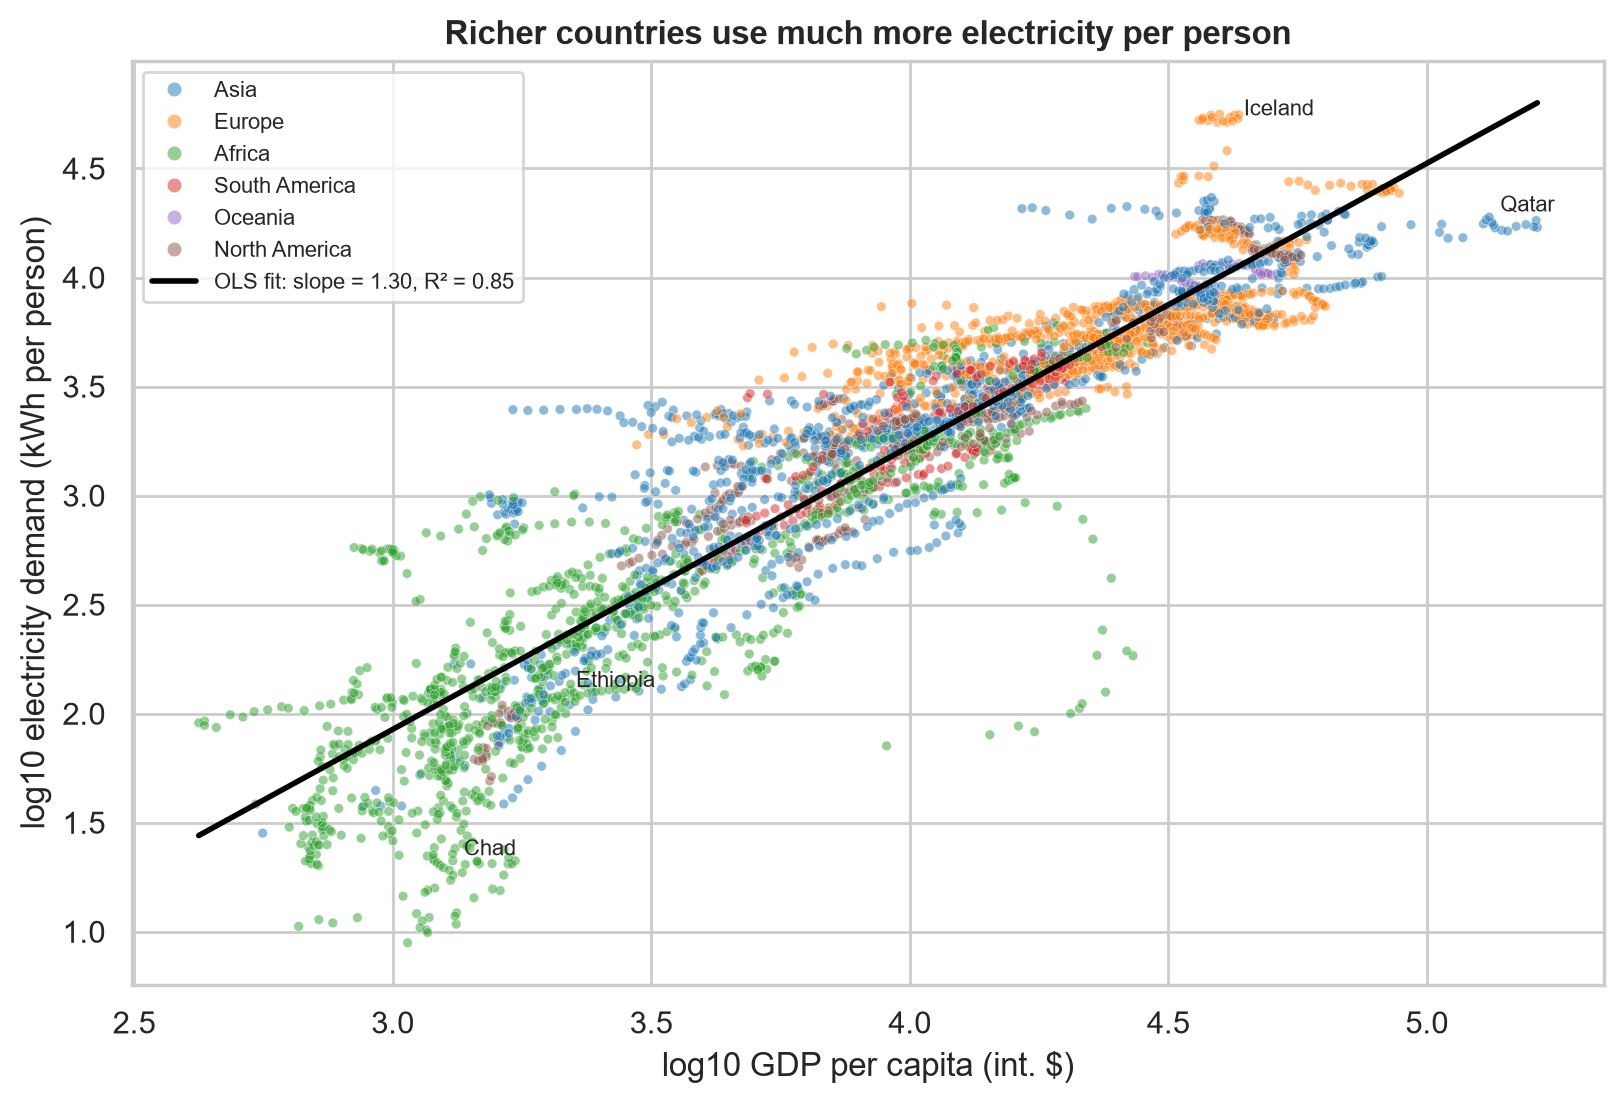 Richer countries use much more electricity per person
Asia
Europe
Africa
South America
Oceania
North America
OLS fit: slope = 1.30, R² = 0.85
Iceland
Qatar
Ethiopia
Chad
log10 electricity demand (kWh per person)
4.5
4.0
3.5
3.0
2.5
2.0
1.5
1.0
2.5 3.0 3.5 4.0 4.5 5.0
log10 GDP per capita (int. $)